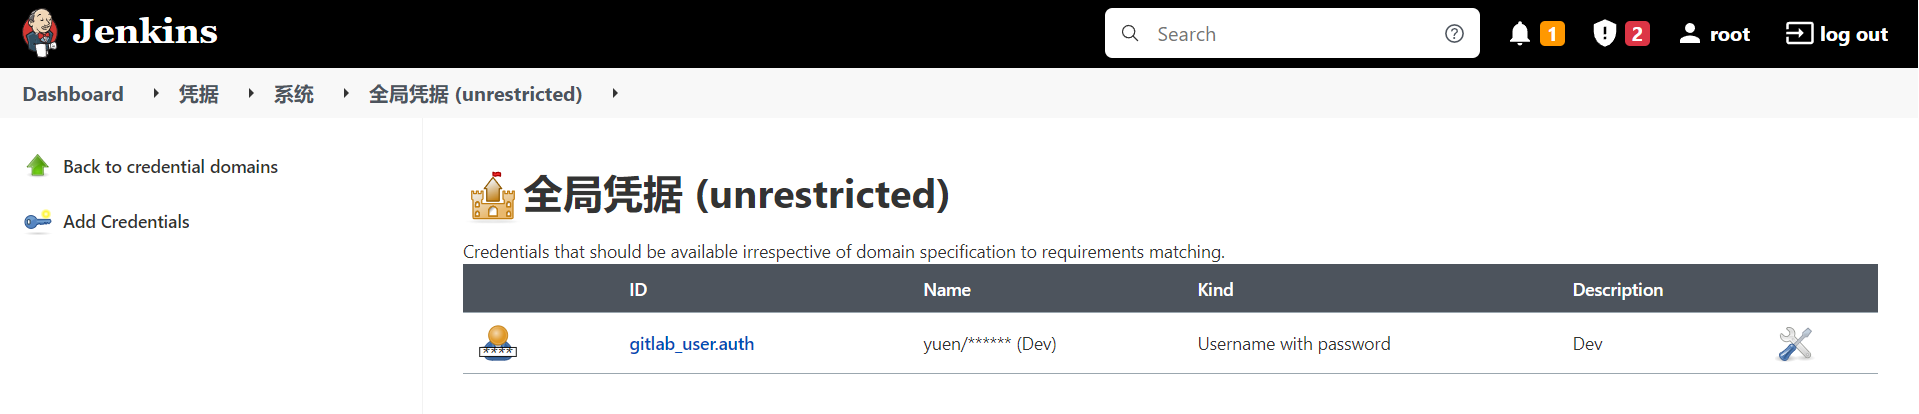 Jenkins Search 1 2 root log out
Dashboard 凭据 系统 全局凭据 (unrestricted)
Back to credential domains
Add Credentials
全局凭据 (unrestricted)
Credentials that should be available irrespective of domain specification to requirements matching.
ID Name Kind Description
**** gitlab_user.auth yuen/****** (Dev) Username with password Dev